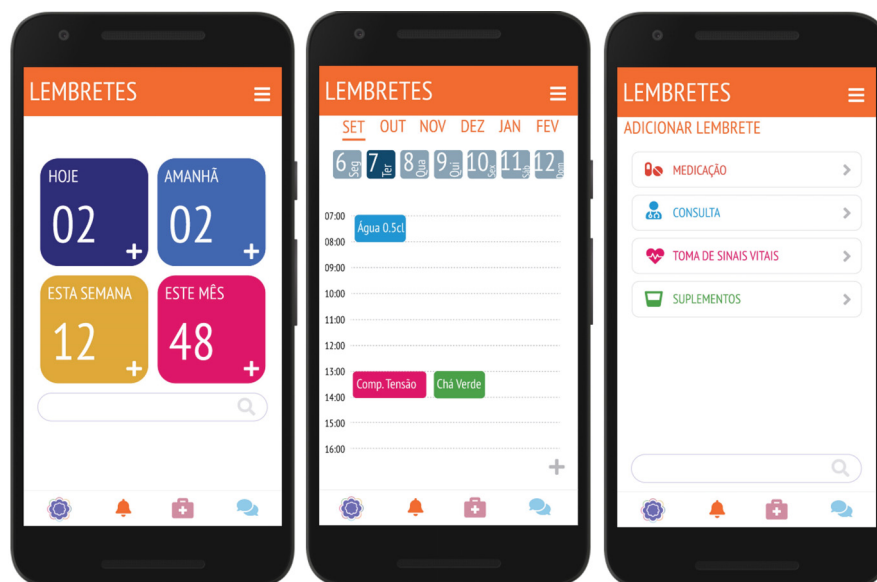 LEMBRETES
HOJE
02
AMANHÃ
02
ESTA SEMANA
12
ESTE MÊS
48
LEMBRETES
SET OUT NOV DEZ JAN FEV
6 Seg 7 Ter 8 Qua 9 Qui 10 Sex 11 12 Dom
07:00
Água 0.5cl
08:00
09:00
10:00
11:00
12:00
13:00
Comp. Tensão Chá Verde
14:00
15:00
16:00
LEMBRETES
ADICIONAR LEMBRETE
MEDICAÇÃO
CONSULTA
TOMA DE SINAIS VITAIS
SUPLEMENTOS